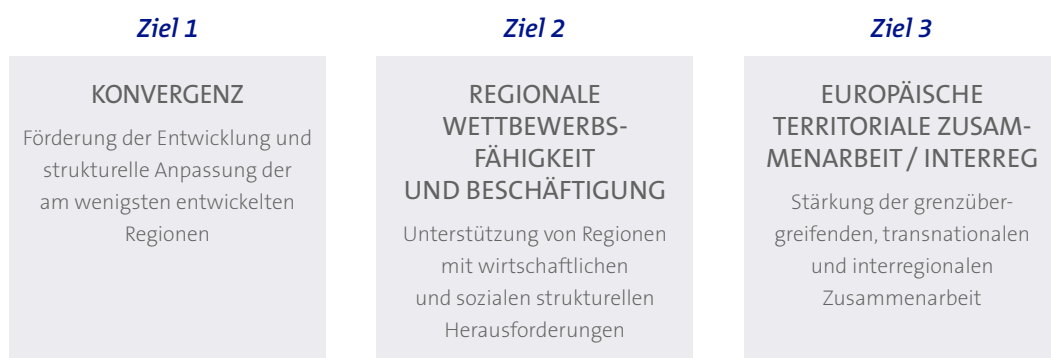 Ziel 1
KONVERGENZ
Förderung der Entwicklung und
strukturelle Anpassung der
am wenigsten entwickelten
Regionen
Ziel 2
REGIONALE
WETTBEWERBS-
FÄHIGKEIT
UND BESCHÄFTIGUNG
Unterstützung von Regionen
mit wirtschaftlichen
und sozialen strukturellen
Herausforderungen
Ziel 3
EUROPÄISCHE
TERRITORIALE ZUSAM-
MENARBEIT / INTERREG
Stärkung der grenzüber-
greifenden, transnationalen
und interregionalen
Zusammenarbeit